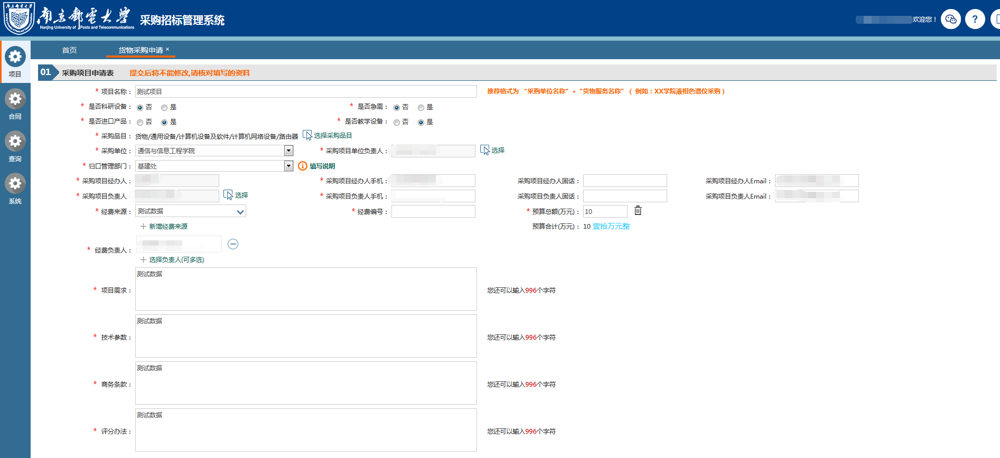 南京邮电大学
Nanjing University of Posts and Telecommunications
采购招标管理系统
欢迎您！
?
项目
合同
查询
系统
首页 货物采购申请 ×
01 采购项目申请表 提交后将不能修改,请核对填写的资料
* 项目名称： 测试项目 推荐格式为 “采购单位名称” + “货物服务名称” （ 例如：XX学院液相色谱仪采购 ）
* 是否科研设备： 否 是 * 是否急需： 否 是
* 是否进口产品： 否 是 * 是否教学设备： 否 是
* 采购品目： 货物/通用设备/计算机设备及软件/计算机网络设备/路由器 选择采购品目
* 采购单位： 通信与信息工程学院 * 采购项目单位负责人： 选择
* 归口管理部门： 基建处 填写说明
* 采购项目经办人： * 采购项目经办人手机： 采购项目经办人固话： 采购项目经办人Email：
* 采购项目负责人 选择 * 采购项目负责人手机： 采购项目负责人固话： 采购项目负责人Email：
* 经费来源： 测试数据 * 经费编号： * 预算总额(万元)： 10
+ 新增经费来源 预算合计(万元)： 10 壹拾万元整
* 经费负责人：
+ 选择负责人(可多选)
* 项目需求： 测试数据 您还可以输入996个字符
* 技术参数： 测试数据 您还可以输入996个字符
* 商务条款： 测试数据 您还可以输入996个字符
* 评分办法： 测试数据 您还可以输入996个字符